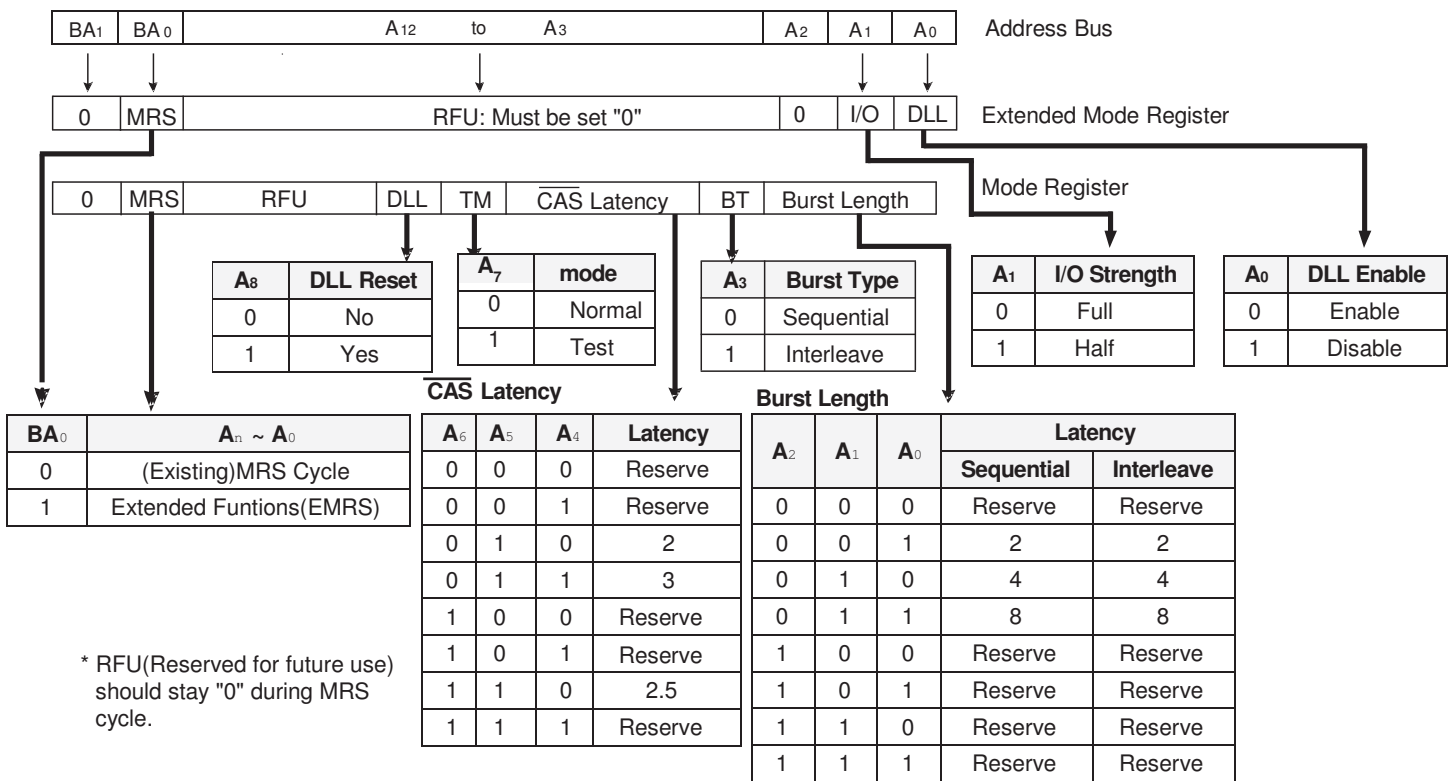 BA1 BA0 A12 to A3 A2 A1 A0 Address Bus
0 MRS RFU: Must be set "0" 0 I/O DLL Extended Mode Register
Mode Register
0 MRS RFU DLL TM CAS Latency BT Burst Length
A8 DLL Reset
0 No
1 Yes
A7 mode
0 Normal
1 Test
A3 Burst Type
0 Sequential
1 Interleave
A1 I/O Strength
0 Full
1 Half
A0 DLL Enable
0 Enable
1 Disable
BA0 An ~ A0
0 (Existing)MRS Cycle
1 Extended Funtions(EMRS)
* RFU(Reserved for future use)
should stay "0" during MRS
cycle.
CAS Latency
A6 A5 A4 Latency
0 0 0 Reserve
0 0 1 Reserve
0 1 0 2
0 1 1 3
1 0 0 Reserve
1 0 1 Reserve
1 1 0 2.5
1 1 1 Reserve
Burst Length
A2 A1 A0 Latency
Sequential Interleave
0 0 0 Reserve Reserve
0 0 1 2 2
0 1 0 4 4
0 1 1 8 8
1 0 0 Reserve Reserve
1 0 1 Reserve Reserve
1 1 0 Reserve Reserve
1 1 1 Reserve Reserve